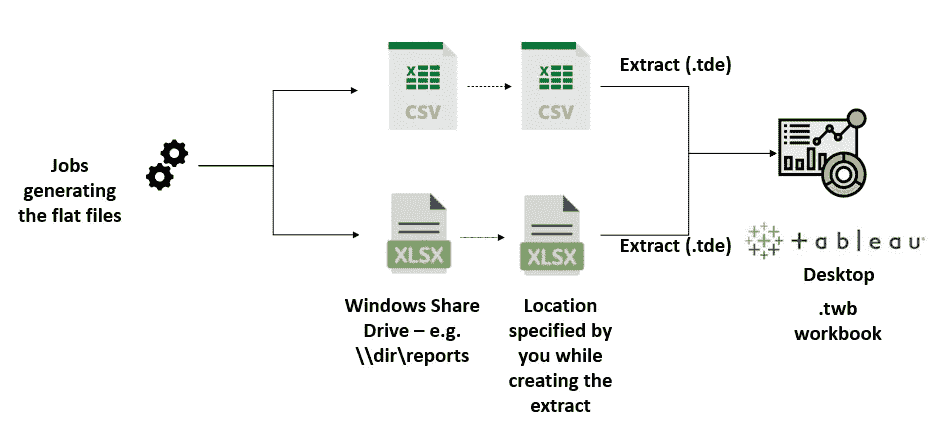 Extract (.tde)
CSV
CSV
Jobs
generating
the flat files
XLSX
XLSX
Extract (.tde)
+ableau
Desktop
.twb
workbook
Windows Share
Drive – e.g.
\\dir\reports
Location
specified by
you while
creating the
extract